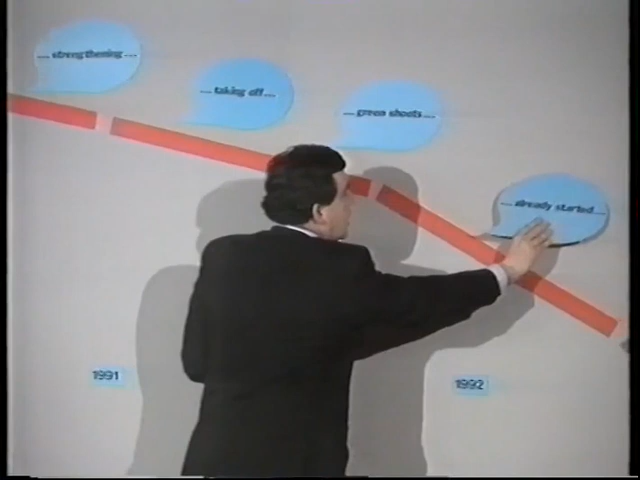 .... strengthening ....
.... taking off ....
.... green shoots ....
.... already started ....
1991
1992